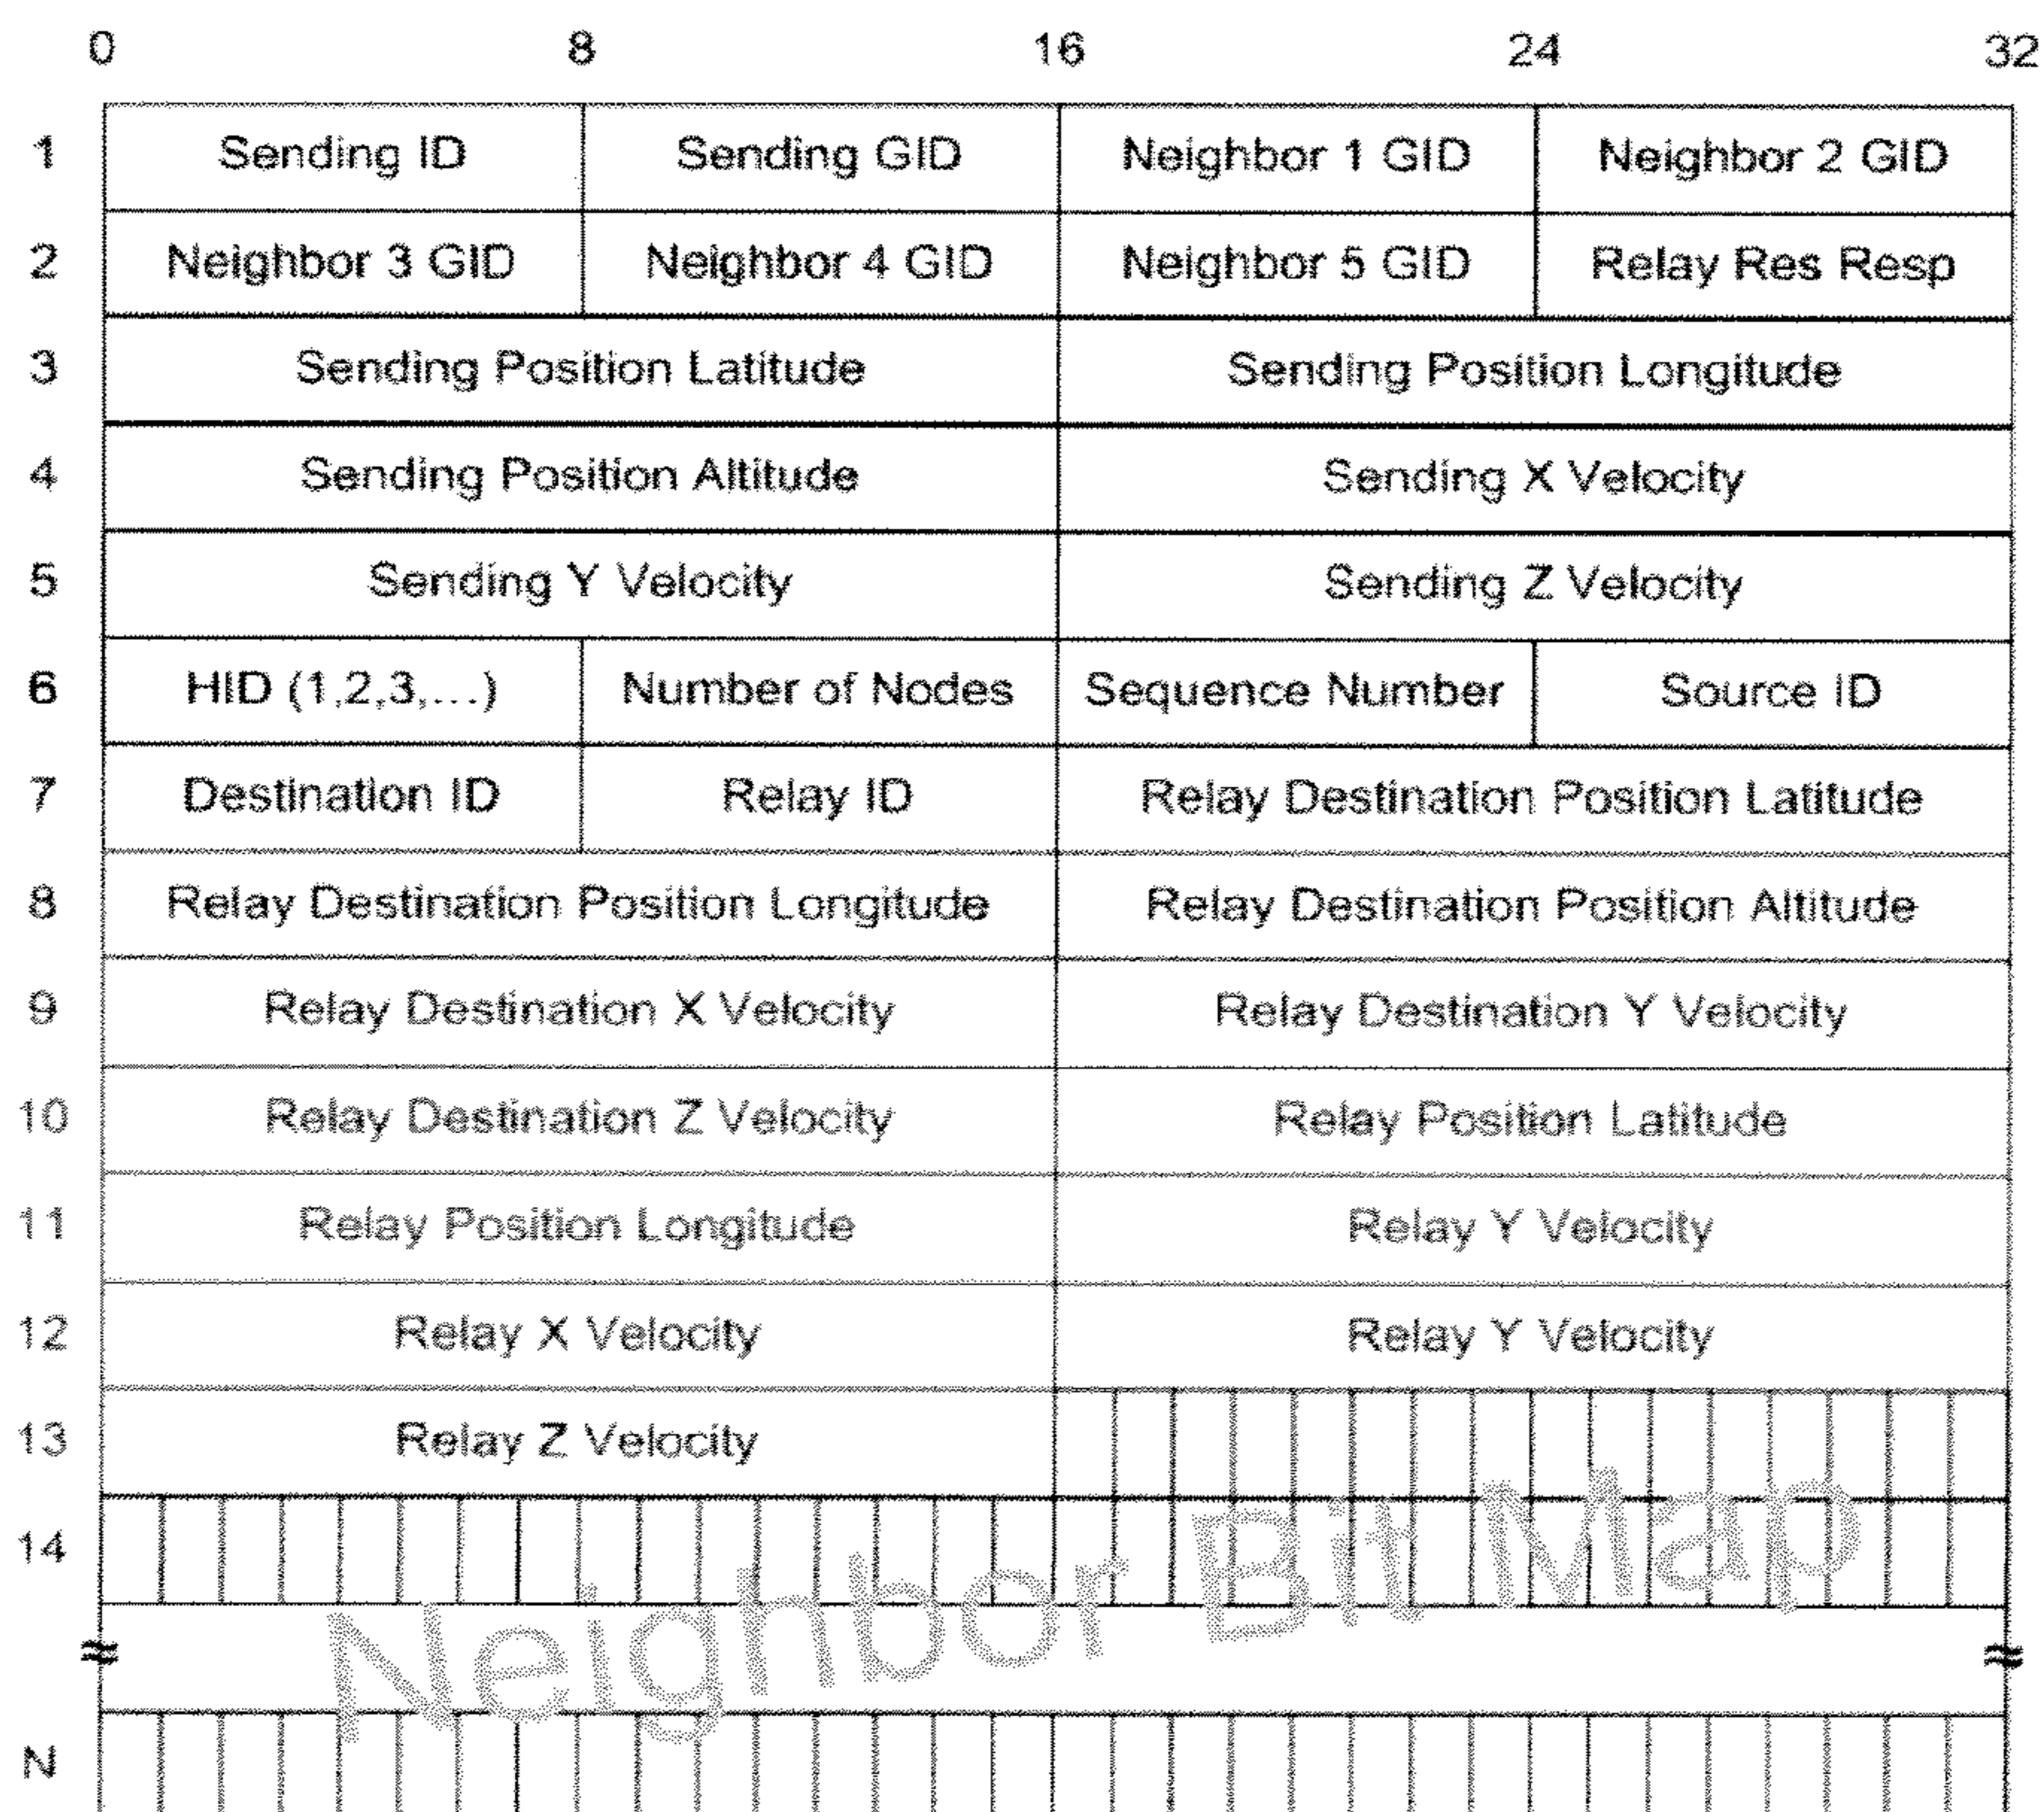 0 8 16 24 32
1 Sending ID Sending GID Neighbor 1 GID Neighbor 2 GID
2 Neighbor 3 GID Neighbor 4 GID Neighbor 5 GID Relay Res Resp
3 Sending Position Latitude Sending Position Longitude
4 Sending Position Altitude Sending X Velocity
5 Sending Y Velocity Sending Z Velocity
6 HID (1,2,3,...) Number of Nodes Sequence Number Source ID
7 Destination ID Relay ID Relay Destination Position Latitude
8 Relay Destination Position Longitude Relay Destination Position Altitude
9 Relay Destination X Velocity Relay Destination Y Velocity
10 Relay Destination Z Velocity Relay Position Latitude
11 Relay Position Longitude Relay Y Velocity
12 Relay X Velocity Relay Y Velocity
13 Relay Z Velocity
14
Neighbor Bit Map
N